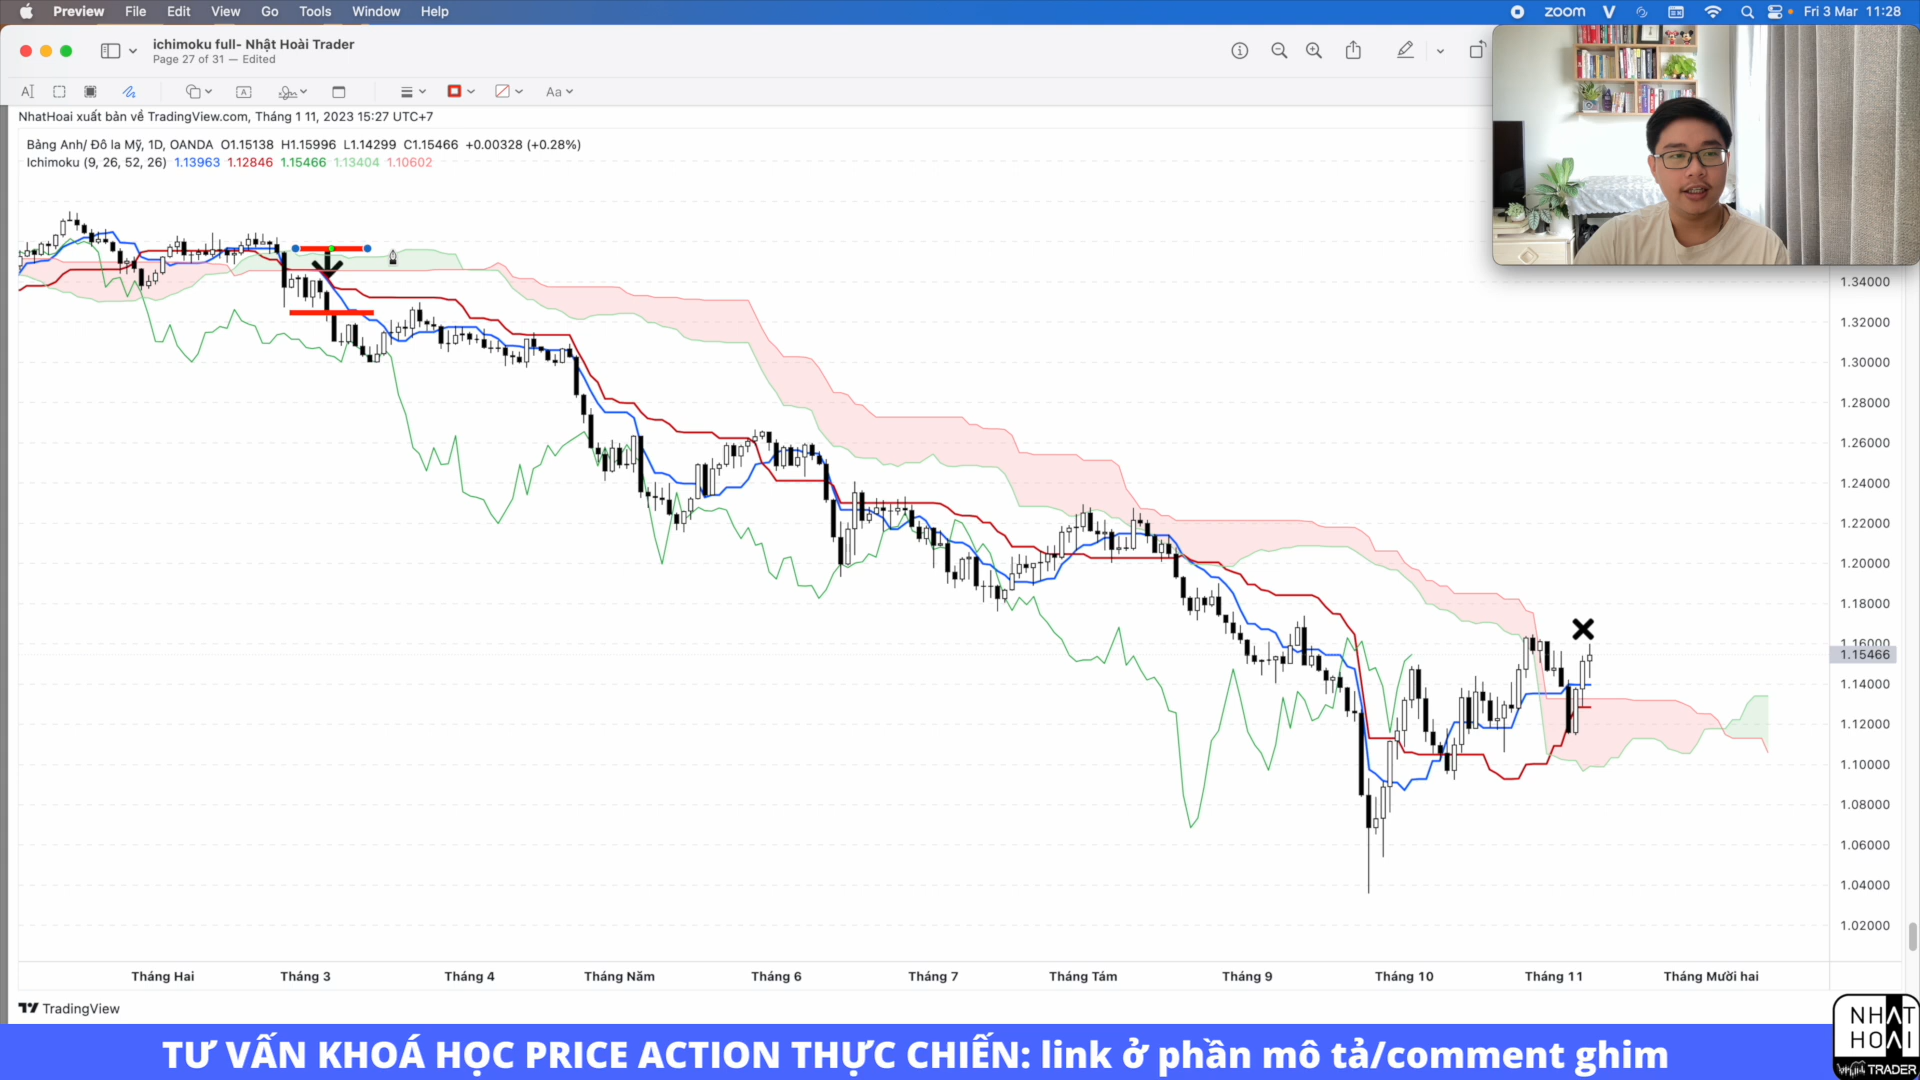 Preview File Edit View Go Tools Window Help
zoom
Fri 3 Mar 11:28
ichimoku full- Nhật Hoài Trader
Page 27 of 31 — Edited
Aa
NhatHoai xuất bản về TradingView.com, Tháng 1 11, 2023 15:27 UTC+7
Bảng Anh/ Đô la Mỹ, 1D, OANDA O1.15138 H1.15996 L1.14299 C1.15466 +0.00328 (+0.28%)
Ichimoku (9, 26, 52, 26) 1.13963 1.12846 1.15466 1.13404 1.10602
1.34000
1.32000
1.30000
1.28000
1.26000
1.24000
1.22000
1.20000
1.18000
1.16000
1.15466
1.14000
1.12000
1.10000
1.08000
1.06000
1.04000
1.02000
Tháng Hai Tháng 3 Tháng 4 Tháng Năm Tháng 6 Tháng 7 Tháng Tám Tháng 9 Tháng 10 Tháng 11 Tháng Mười hai
TradingView
TƯ VẤN KHOÁ HỌC PRICE ACTION THỰC CHIẾN: link ở phần mô tả/comment ghim
NHAT
HOAI
TRADER